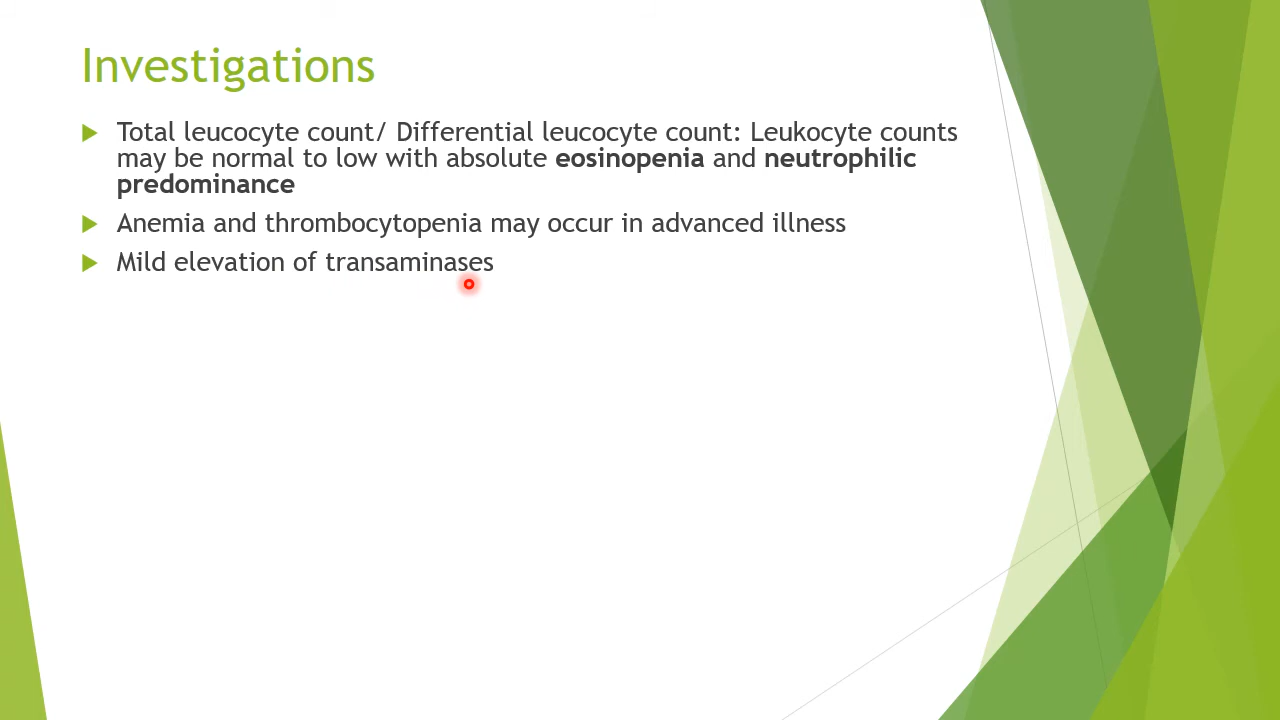 Investigations
Total leucocyte count/ Differential leucocyte count: Leukocyte counts
may be normal to low with absolute eosinopenia and neutrophilic
predominance
Anemia and thrombocytopenia may occur in advanced illness
Mild elevation of transaminases